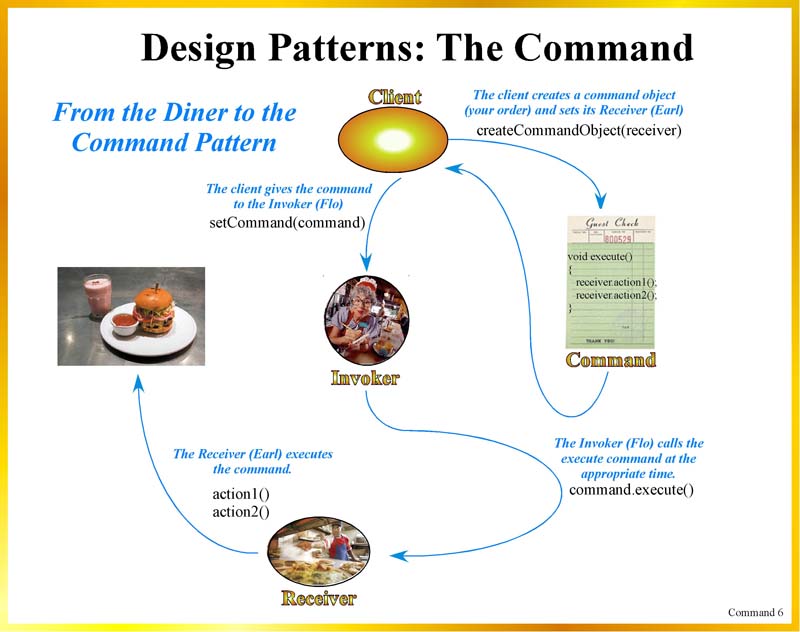 Design Patterns: The Command
From the Diner to the
Command Pattern
Client
The client creates a command object
(your order) and sets its Receiver (Earl)
createCommandObject(receiver)
The client gives the command
to the Invoker (Flo)
setCommand(command)
Guest Check
800529
void execute()
{
receiver.action1();
receiver.action2();
}
THANK YOU!
Command
Invoker
The Receiver (Earl) executes
the command.
action1()
action2()
The Invoker (Flo) calls the
execute command at the
appropriate time.
command.execute()
Receiver
Command 6